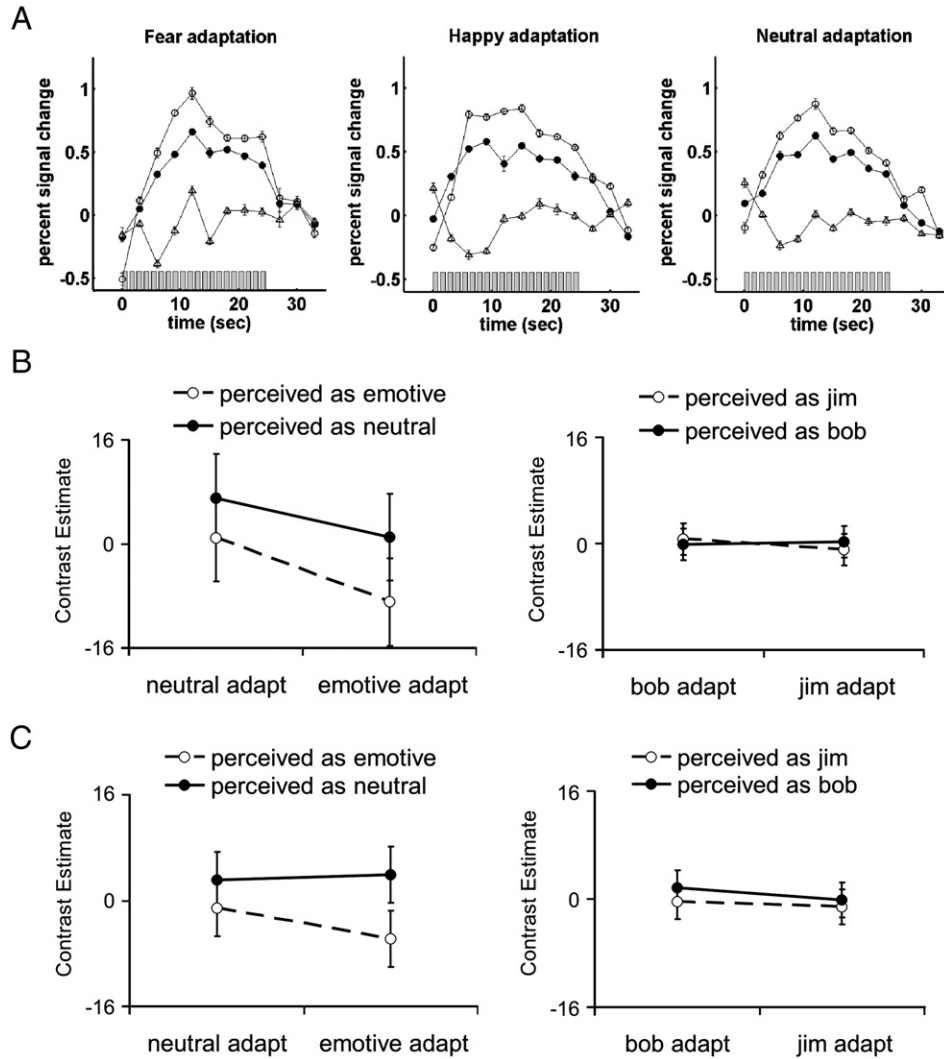 A
Fear adaptation
Happy adaptation
Neutral adaptation
percent signal change
1
0.5
0
-0.5
0 10 20 30
time (sec)
percent signal change
1
0.5
0
-0.5
0 10 20 30
time (sec)
percent signal change
1
0.5
0
-0.5
0 10 20 30
time (sec)
B
perceived as emotive
perceived as neutral
Contrast Estimate
16
0
-16
neutral adapt emotive adapt
perceived as jim
perceived as bob
Contrast Estimate
16
0
-16
bob adapt jim adapt
C
perceived as emotive
perceived as neutral
Contrast Estimate
16
0
-16
neutral adapt emotive adapt
perceived as jim
perceived as bob
Contrast Estimate
16
0
-16
bob adapt jim adapt